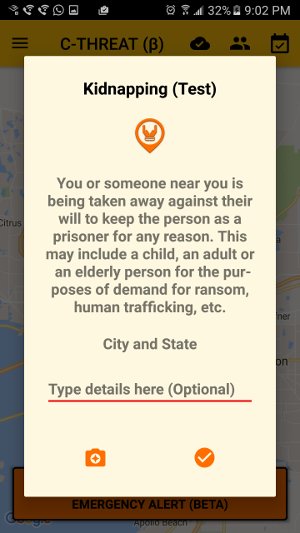 32% 9:02 PM
C-THREAT (β)
Kidnapping (Test)
You or someone near you is
being taken away against their
will to keep the person as a
prisoner for any reason. This
may include a child, an adult or
an elderly person for the pur-
poses of demand for ransom,
human trafficking, etc.
Citrus
City and State
Type details here (Optional)
EMERGENCY ALERT (BETA)
Google
Apollo Beach